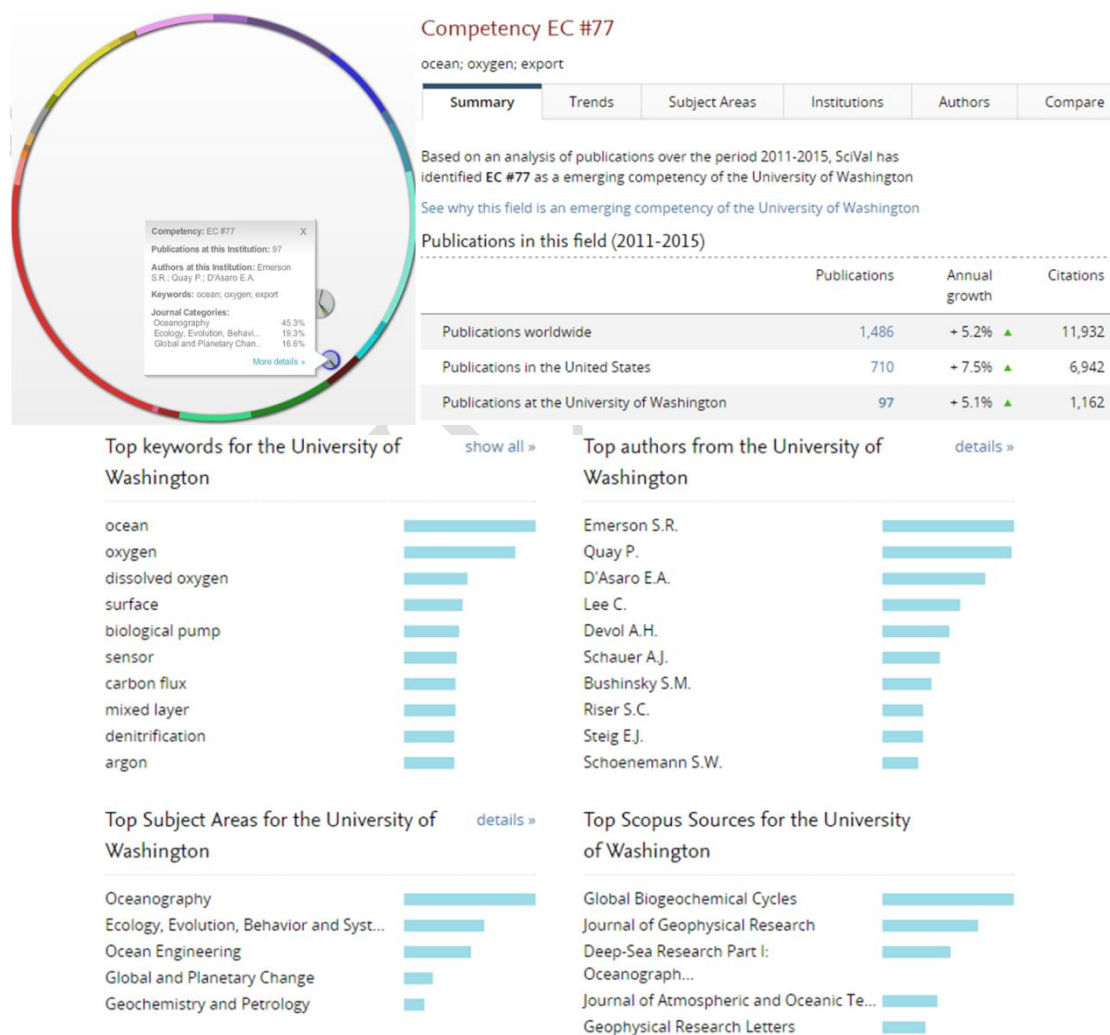 Competency EC #77
ocean; oxygen; export
Summary Trends Subject Areas Institutions Authors Compare
Based on an analysis of publications over the period 2011-2015, SciVal has
identified EC #77 as a emerging competency of the University of Washington
See why this field is an emerging competency of the University of Washington
Publications in this field (2011-2015)
Publications Annual growth Citations
Publications worldwide 1,486 + 5.2% ▲ 11,932
Publications in the United States 710 + 7.5% ▲ 6,942
Publications at the University of Washington 97 + 5.1% ▲ 1,162
Competency: EC #77 X
Publications at this Institution: 97
Authors at this Institution: Emerson
S.R.; Quay P.; D'Asaro E.A.
Keywords: ocean; oxygen; export
Journal Categories:
Oceanography 45.3%
Ecology, Evolution, Behavi... 19.3%
Global and Planetary Chan... 16.6%
More details »
Top keywords for the University of
Washington
show all »
ocean
oxygen
dissolved oxygen
surface
biological pump
sensor
carbon flux
mixed layer
denitrification
argon
Top authors from the University of
Washington
details »
Emerson S.R.
Quay P.
D'Asaro E.A.
Lee C.
Devol A.H.
Schauer A.J.
Bushinsky S.M.
Riser S.C.
Steig E.J.
Schoenemann S.W.
Top Subject Areas for the University of
Washington
details »
Oceanography
Ecology, Evolution, Behavior and Syst...
Ocean Engineering
Global and Planetary Change
Geochemistry and Petrology
Top Scopus Sources for the University
of Washington
Global Biogeochemical Cycles
Journal of Geophysical Research
Deep-Sea Research Part I:
Oceanograph...
Journal of Atmospheric and Oceanic Te...
Geophysical Research Letters